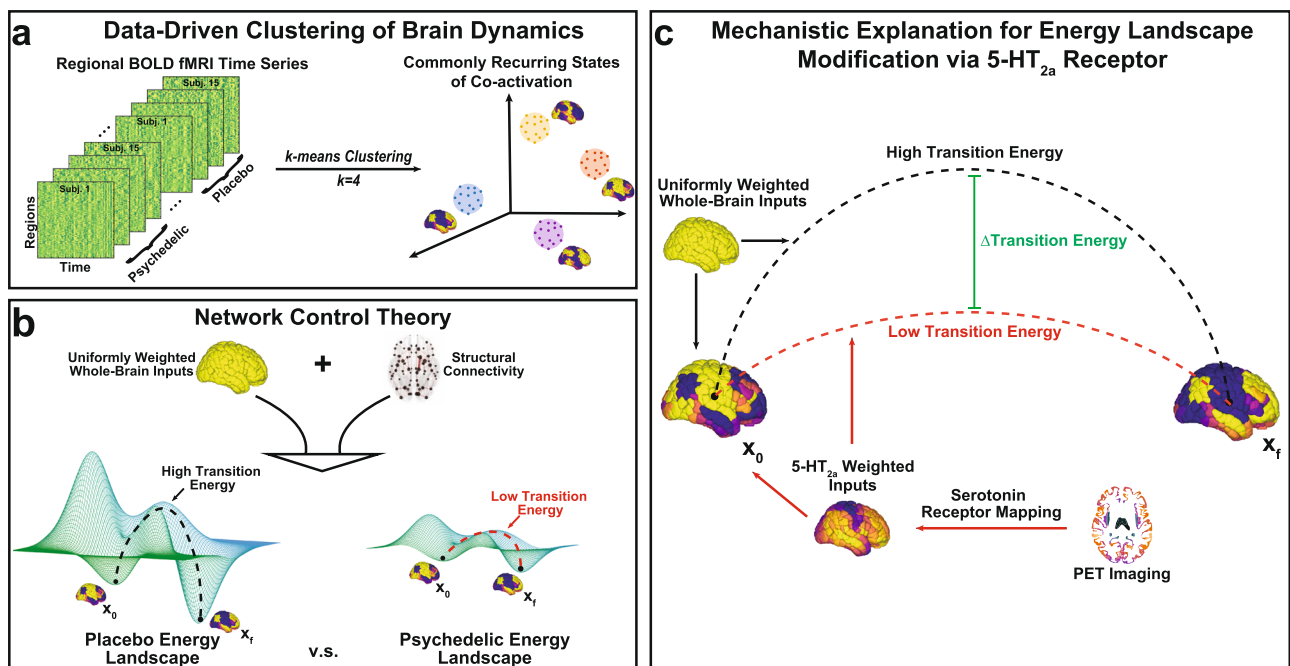 a
Data-Driven Clustering of Brain Dynamics
Regional BOLD fMRI Time Series
Subj. 15
...
Subj. 1
Subj. 15
Subj. 1
Regions
Time
Psychedelic
...
Placebo
k-means Clustering
k=4
Commonly Recurring States
of Co-activation
b
Network Control Theory
Uniformly Weighted
Whole-Brain Inputs
+
Structural
Connectivity
High Transition
Energy
x0
xf
Placebo Energy
Landscape
v.s.
Low Transition
Energy
x0
xf
Psychedelic Energy
Landscape
c
Mechanistic Explanation for Energy Landscape
Modification via 5-HT2a Receptor
High Transition Energy
Uniformly Weighted
Whole-Brain Inputs
ΔTransition Energy
Low Transition Energy
x0
xf
5-HT2a Weighted
Inputs
Serotonin
Receptor Mapping
PET Imaging